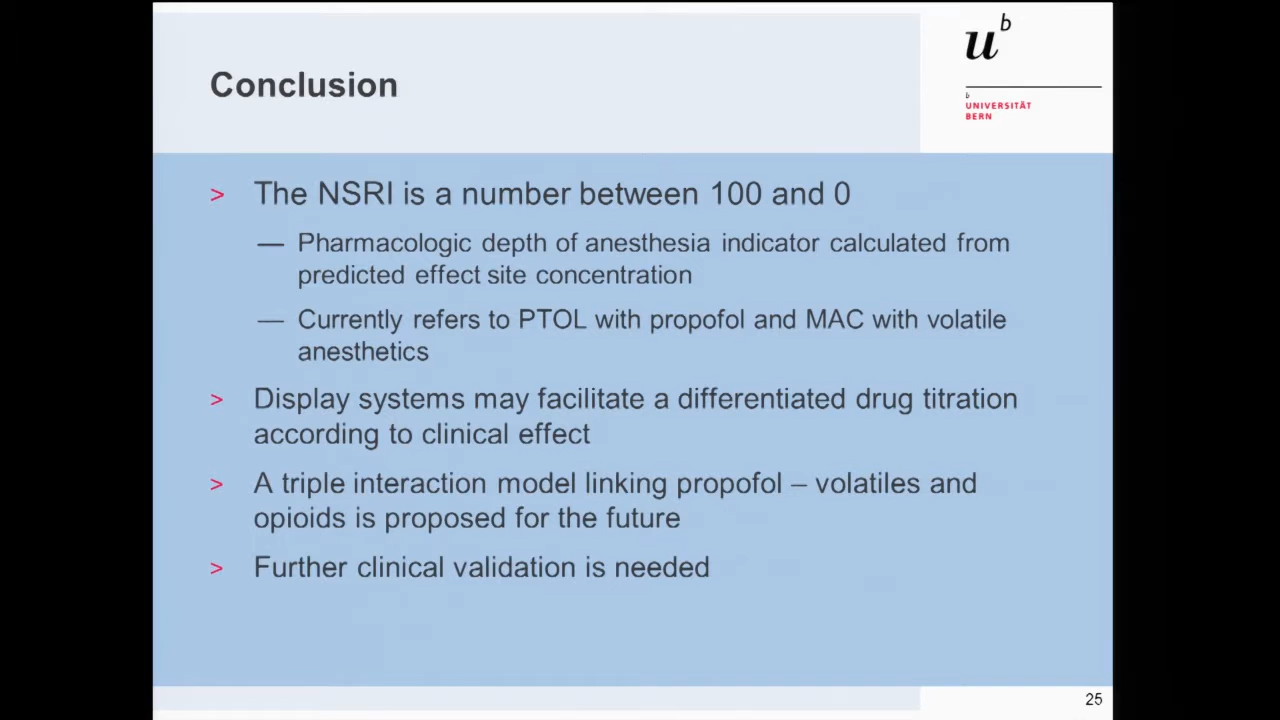 Conclusion
u b
b
UNIVERSITÄT
BERN
> The NSRI is a number between 100 and 0
— Pharmacologic depth of anesthesia indicator calculated from
predicted effect site concentration
— Currently refers to PTOL with propofol and MAC with volatile
anesthetics
> Display systems may facilitate a differentiated drug titration
according to clinical effect
> A triple interaction model linking propofol – volatiles and
opioids is proposed for the future
> Further clinical validation is needed
25